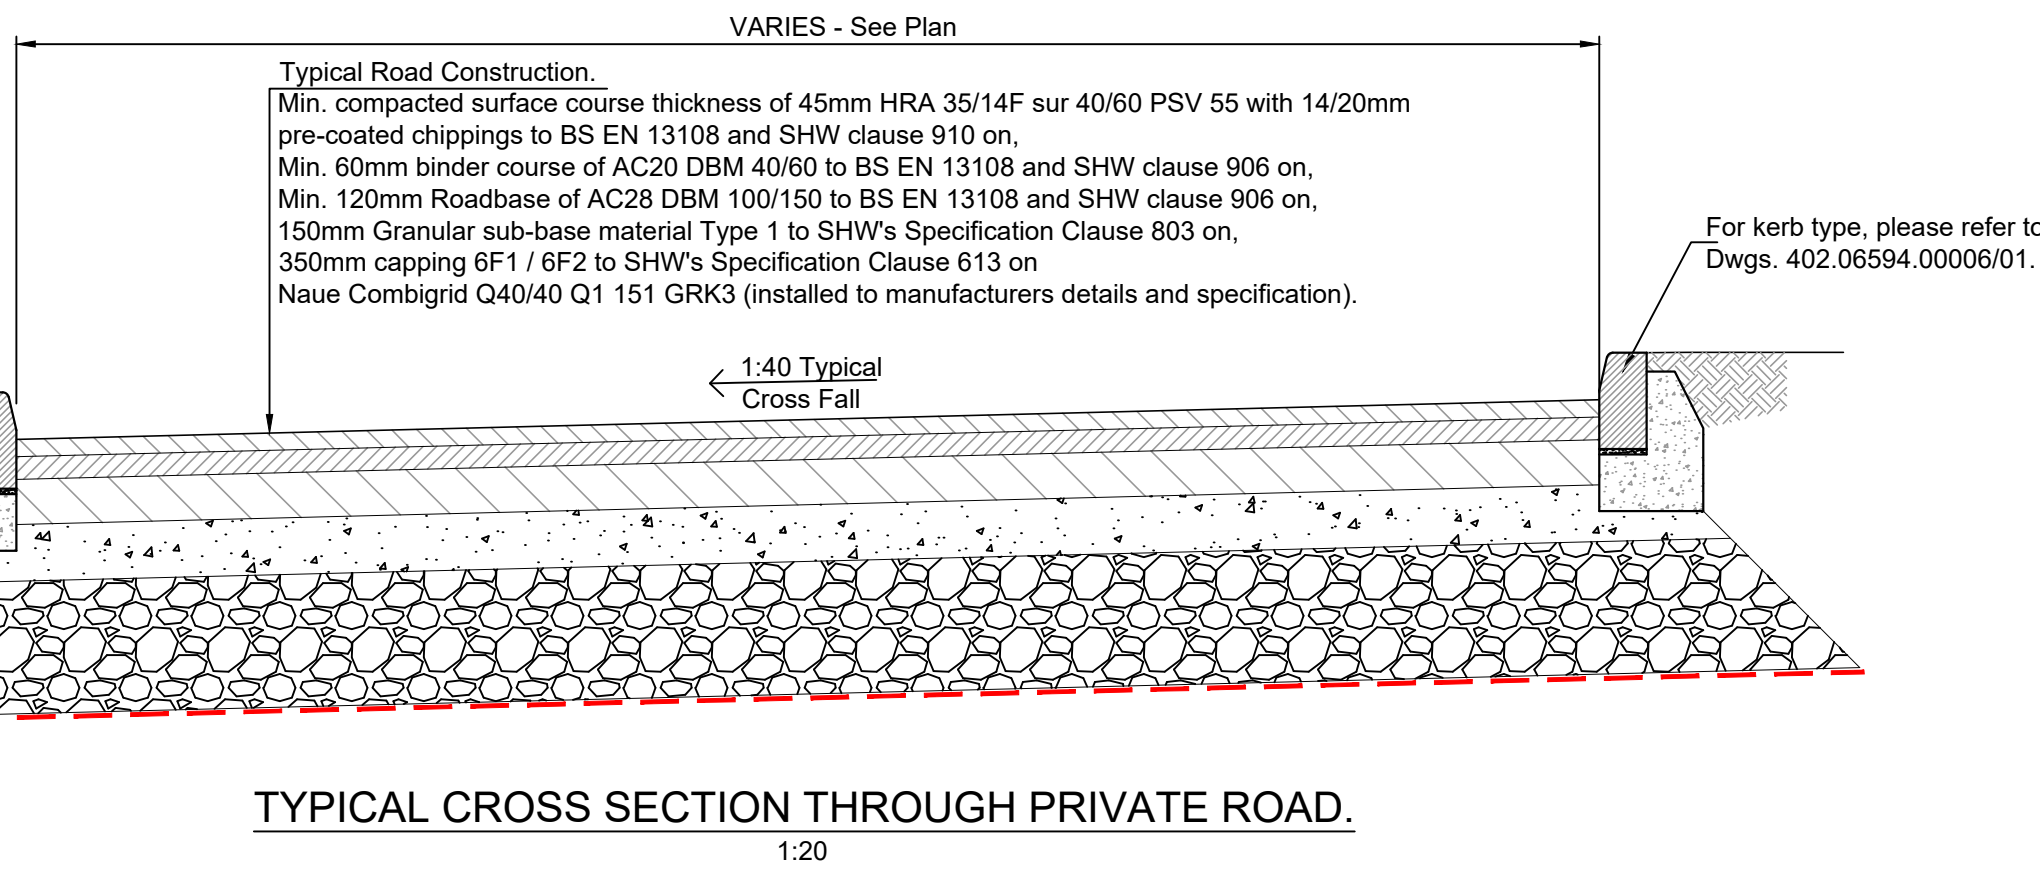 VARIES - See Plan
Typical Road Construction.
Min. compacted surface course thickness of 45mm HRA 35/14F sur 40/60 PSV 55 with 14/20mm
pre-coated chippings to BS EN 13108 and SHW clause 910 on,
Min. 60mm binder course of AC20 DBM 40/60 to BS EN 13108 and SHW clause 906 on,
Min. 120mm Roadbase of AC28 DBM 100/150 to BS EN 13108 and SHW clause 906 on,
150mm Granular sub-base material Type 1 to SHW's Specification Clause 803 on,
350mm capping 6F1 / 6F2 to SHW's Specification Clause 613 on
Naue Combigrid Q40/40 Q1 151 GRK3 (installed to manufacturers details and specification).
For kerb type, please refer to
Dwgs. 402.06594.00006/01.
1:40 Typical
Cross Fall
TYPICAL CROSS SECTION THROUGH PRIVATE ROAD.
1:20